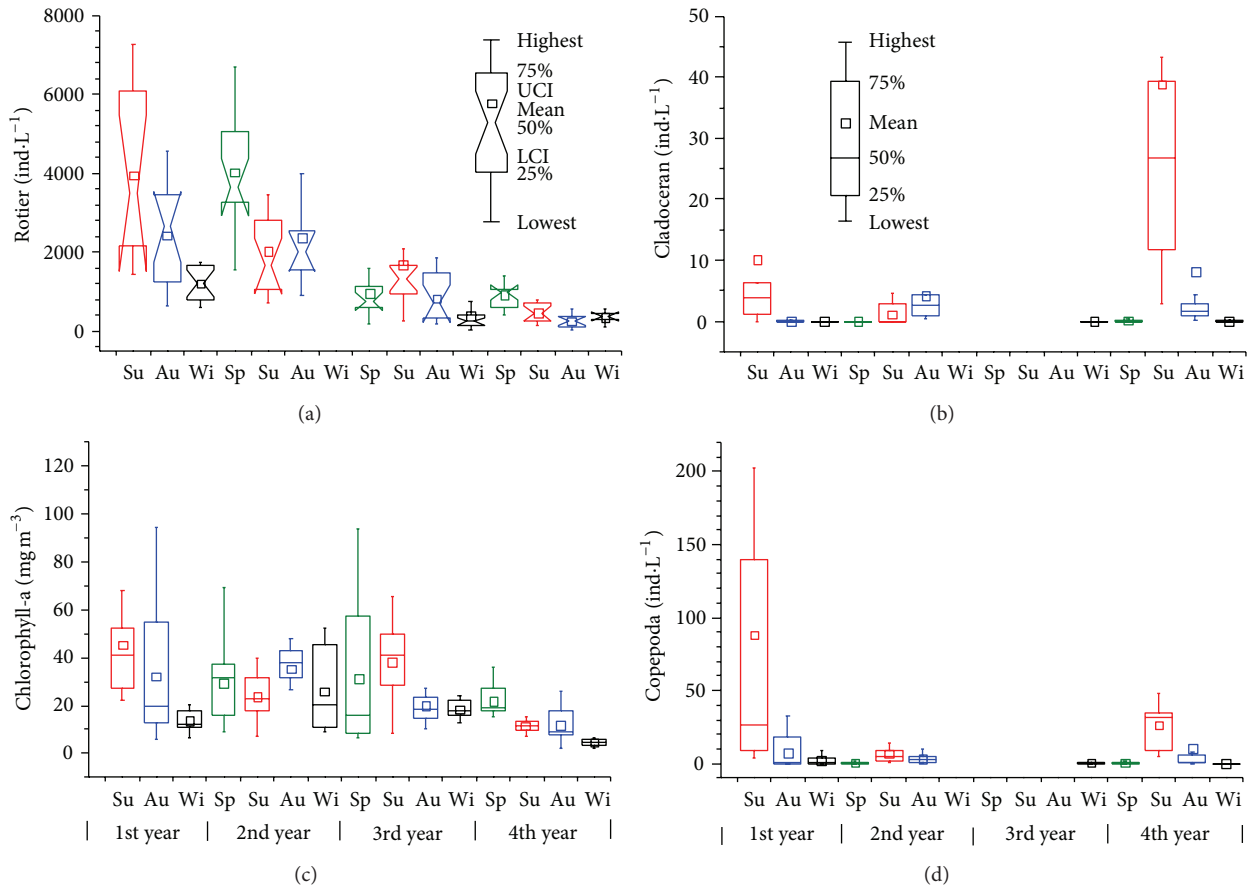 8000
6000
4000
2000
0
Rotier (ind·L−1)
Highest
75%
UCI
Mean
50%
LCI
25%
Lowest
Su Au Wi Sp Su Au Wi Sp Su Au Wi Sp Su Au Wi
(a)
50
40
30
20
10
0
Cladoceran (ind·L−1)
Highest
75%
Mean
50%
25%
Lowest
Su Au Wi Sp Su Au Wi Sp Su Au Wi Sp Su Au Wi
(b)
120
100
80
60
40
20
0
Chlorophyll-a (mg m−3)
Su Au Wi Sp Su Au Wi Sp Su Au Wi Sp Su Au Wi
1st year 2nd year 3rd year 4th year
(c)
200
150
100
50
0
Copepoda (ind·L−1)
Su Au Wi Sp Su Au Wi Sp Su Au Wi Sp Su Au Wi
1st year 2nd year 3rd year 4th year
(d)